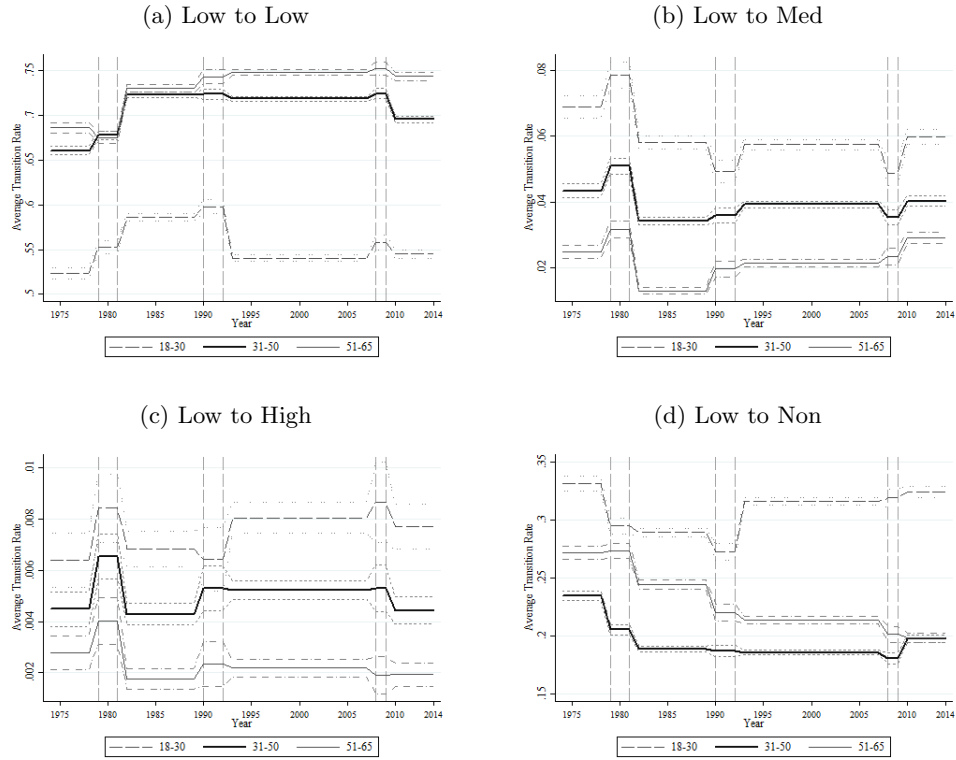 (a) Low to Low
Average Transition Rate
.5 .55 .6 .65 .7 .75
1975 1980 1985 1990 1995 2000 2005 2010 2014
Year
18-30 31-50 51-65
(b) Low to Med
Average Transition Rate
.02 .04 .06 .08
1975 1980 1985 1990 1995 2000 2005 2010 2014
Year
18-30 31-50 51-65
(c) Low to High
Average Transition Rate
.002 .004 .006 .008 .01
1975 1980 1985 1990 1995 2000 2005 2010 2014
Year
18-30 31-50 51-65
(d) Low to Non
Average Transition Rate
.15 .2 .25 .3 .35
1975 1980 1985 1990 1995 2000 2005 2010 2014
Year
18-30 31-50 51-65